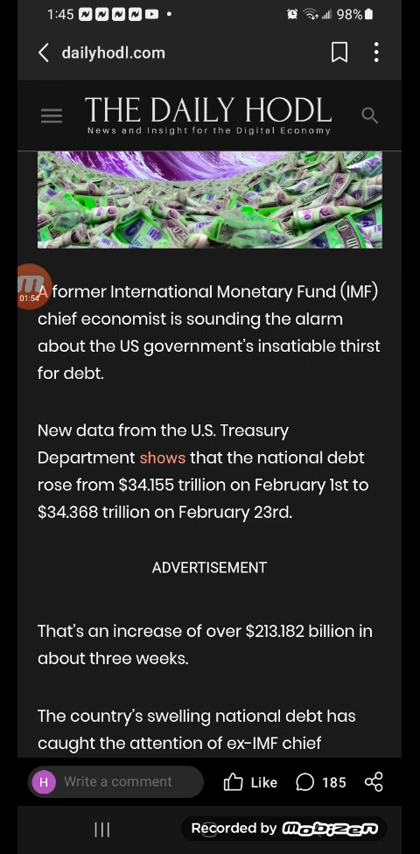 1:45 98%
dailyhodl.com
THE DAILY HODL
News and Insight for the Digital Economy
01:54
A former International Monetary Fund (IMF)
chief economist is sounding the alarm
about the US government's insatiable thirst
for debt.
New data from the U.S. Treasury
Department shows that the national debt
rose from $34.155 trillion on February 1st to
$34.368 trillion on February 23rd.
ADVERTISEMENT
That's an increase of over $213.182 billion in
about three weeks.
The country's swelling national debt has
caught the attention of ex-IMF chief
H Write a comment Like 185
Recorded by mobizen